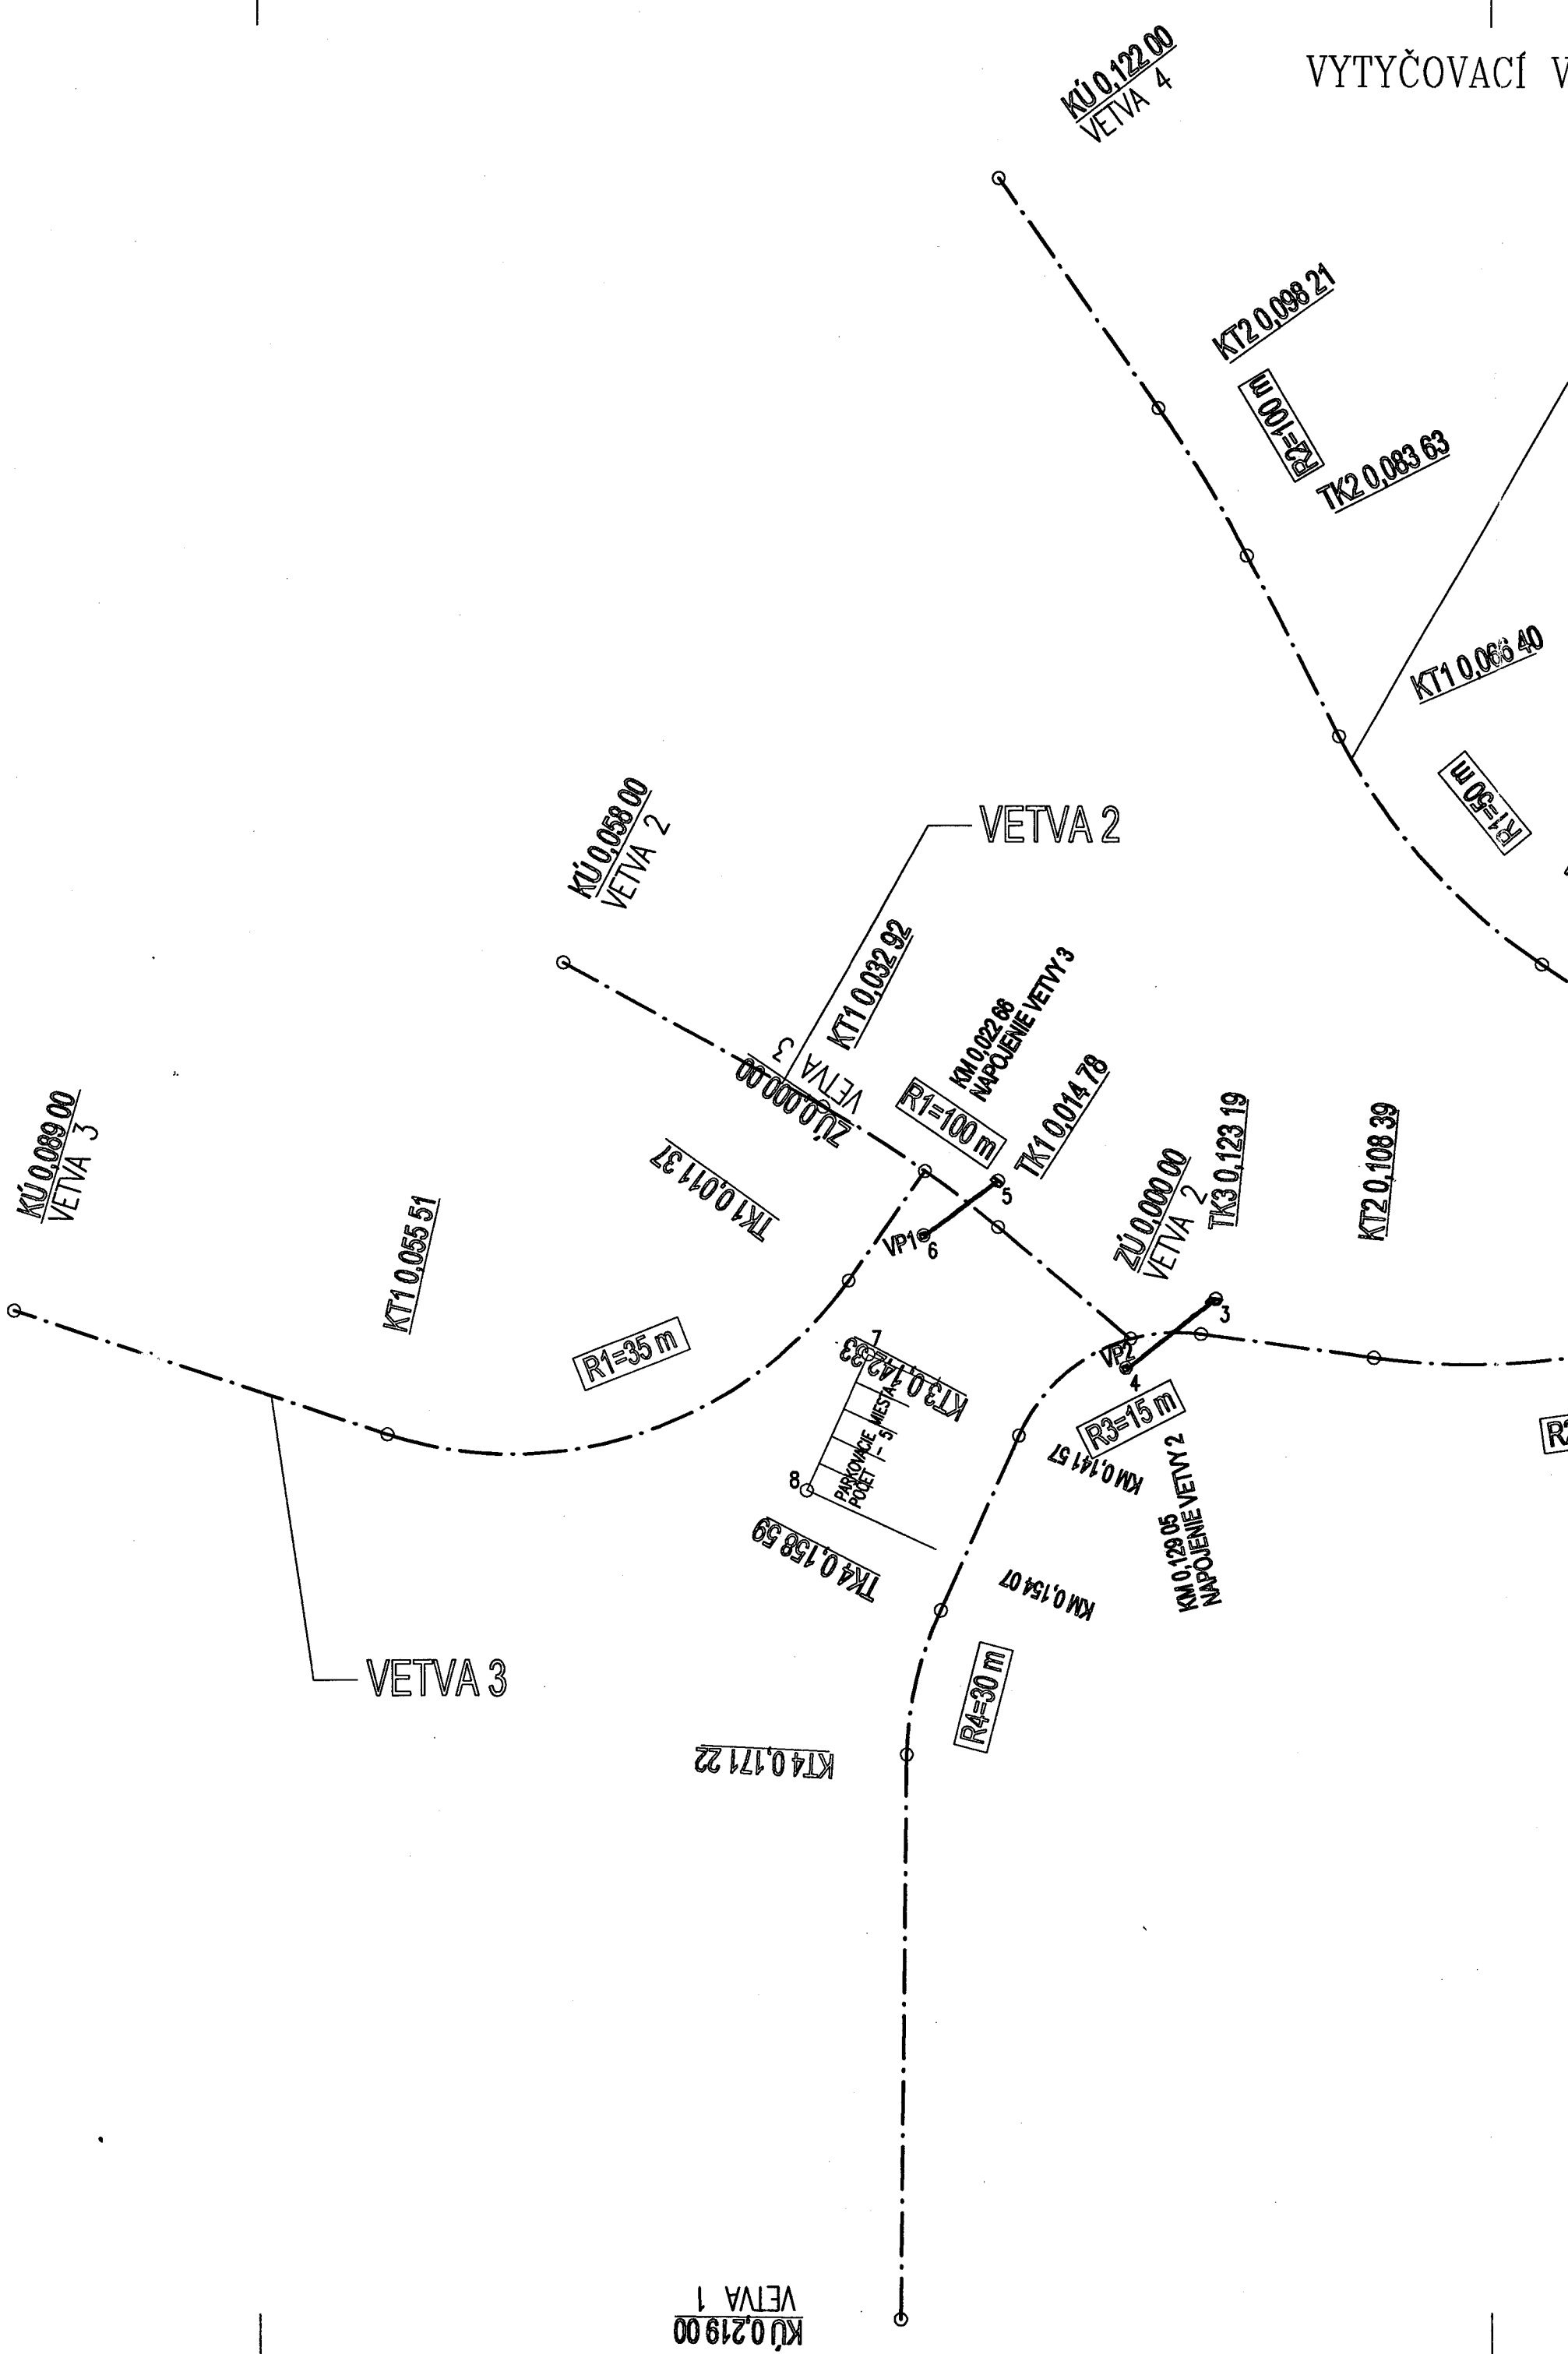 VYTYČOVACÍ V
KÚ 0,122 00
VETVA 4
KT2 0,098 21
R2=100 m
TK2 0,083 63
KT1 0,066 40
R1=50 m
KÚ 0,058 00
VETVA 2
VETVA 2
KT1 0,032 92
KM 0,022 66
NAPOJENIE VETVY 3
ZÚ 0,000 00
VETVA 3
R1=100 m
TK1 0,014 78
TK1 0,011 37
5
VP1
6
KÚ 0,089 00
VETVA 3
KT1 0,055 51
R1=35 m
ZÚ 0,000 00
VETVA 2
TK3 0,123 19
KT2 0,108 39
3
VP2
4
R3=15 m
7
KT3 0,142 33
PARKOVACIE MIESTA
POČET - 5
8
KM 0,141 57
KM 0,129 05
NAPOJENIE VETVY 2
TK4 0,158 59
KM 0,154 07
R4=30 m
VETVA 3
KT4 0,171 22
KÚ 0,219 00
VETVA 1